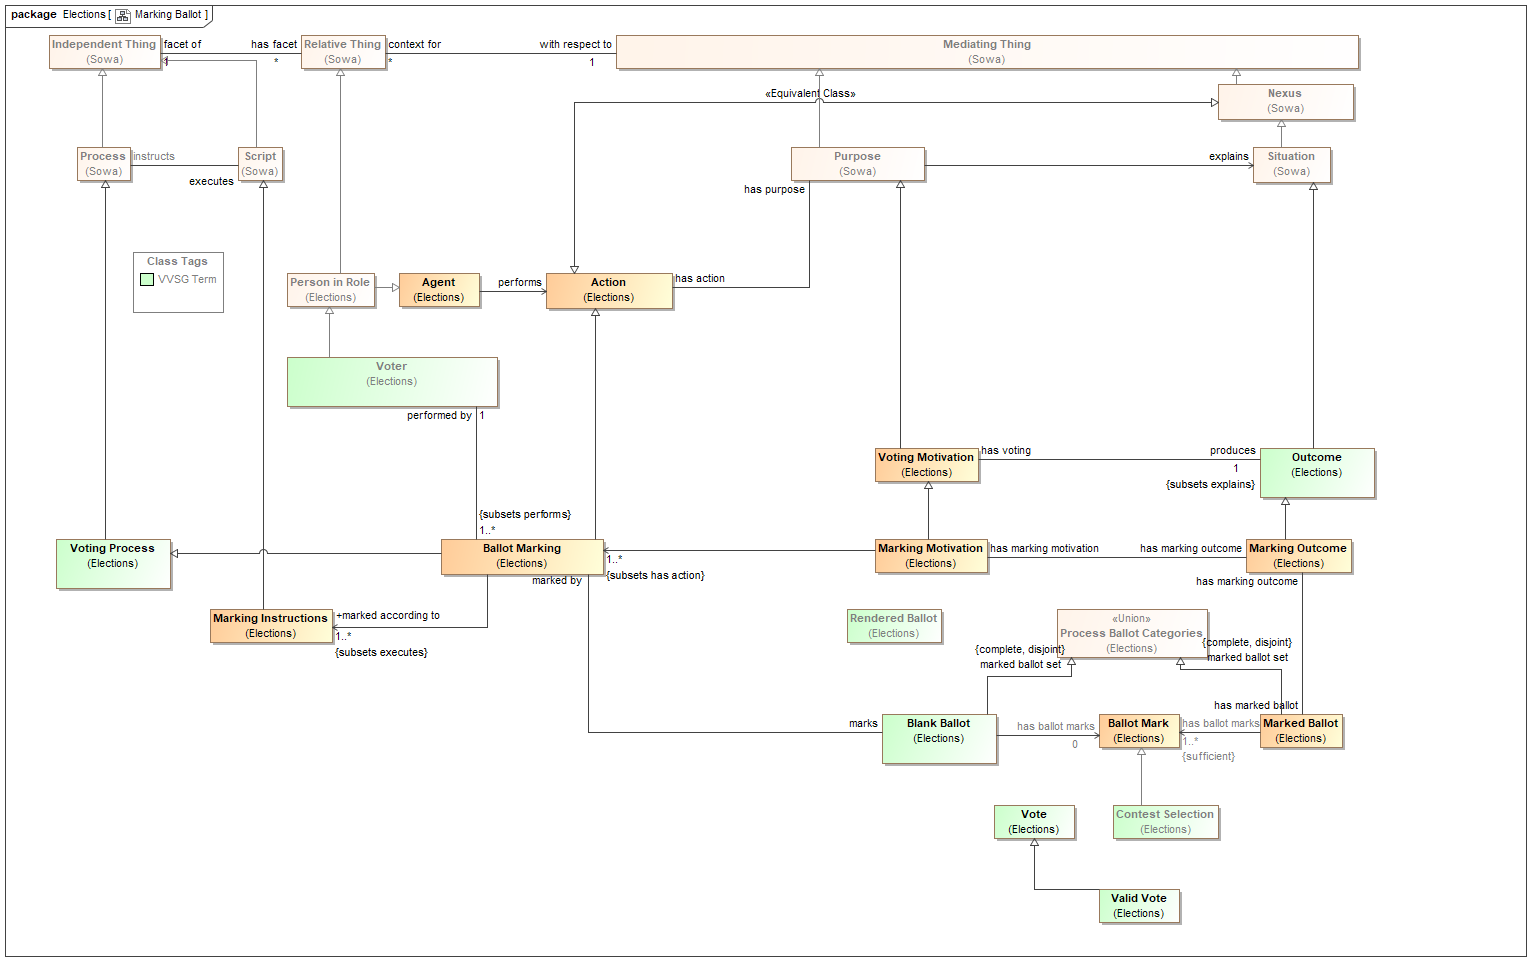 package Elections [ Marking Ballot ]
Independent Thing
(Sowa)
facet of
1
has facet
*
Relative Thing
(Sowa)
context for
*
with respect to
1
Mediating Thing
(Sowa)
«Equivalent Class»
Nexus
(Sowa)
Process
(Sowa)
instructs
executes
Script
(Sowa)
Purpose
(Sowa)
has purpose
explains
Situation
(Sowa)
Class Tags
VVSG Term
Person in Role
(Elections)
Agent
(Elections)
performs
Action
(Elections)
has action
Voter
(Elections)
performed by
1
{subsets performs}
1..*
Voting Motivation
(Elections)
has voting
produces
1
{subsets explains}
Outcome
(Elections)
Voting Process
(Elections)
Ballot Marking
(Elections)
marked by
1..*
{subsets has action}
Marking Motivation
(Elections)
has marking motivation
has marking outcome
Marking Outcome
(Elections)
has marking outcome
Marking Instructions
(Elections)
+marked according to
1..*
{subsets executes}
Rendered Ballot
(Elections)
«Union»
Process Ballot Categories
(Elections)
{complete, disjoint}
marked ballot set
{complete, disjoint}
marked ballot set
has marked ballot
marks
Blank Ballot
(Elections)
has ballot marks
0
Ballot Mark
(Elections)
has ballot marks
1..*
{sufficient}
Marked Ballot
(Elections)
Vote
(Elections)
Contest Selection
(Elections)
Valid Vote
(Elections)